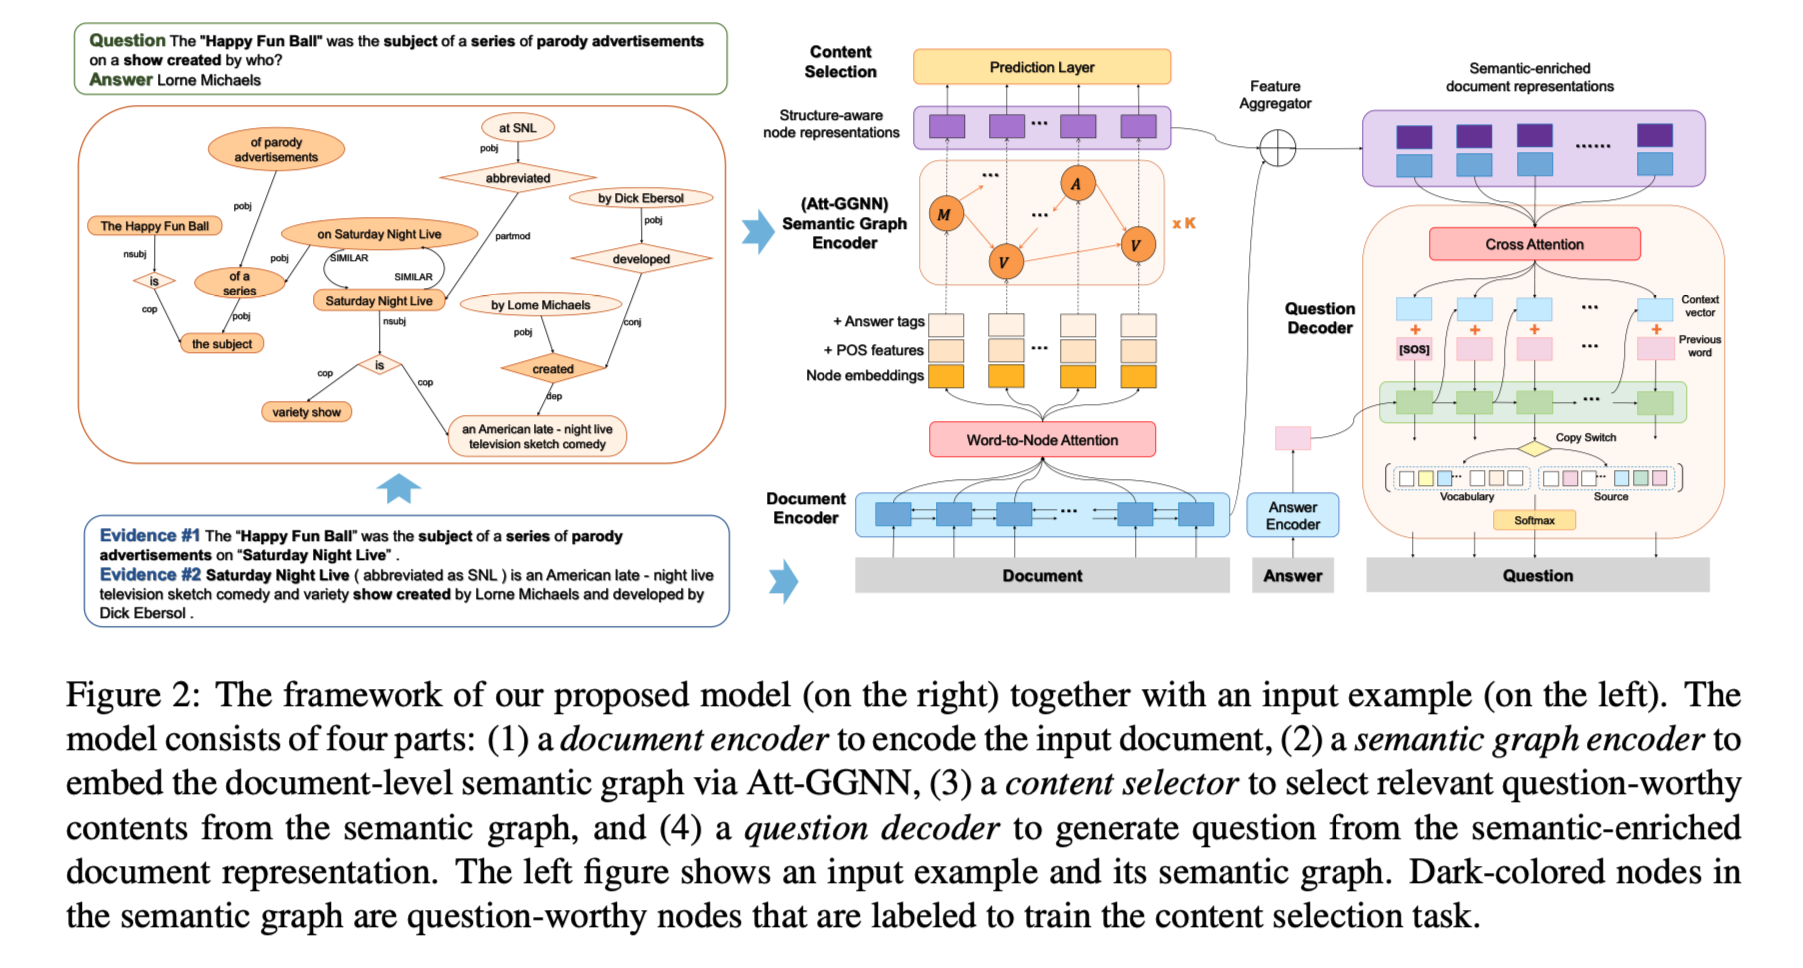 Question The "Happy Fun Ball" was the subject of a series of parody advertisements
on a show created by who?
Answer Lorne Michaels
of parody
advertisements
at SNL
pobj
abbreviated
by Dick Ebersol
pobj
pobj
The Happy Fun Ball
on Saturday Night Live
partmod
nsubj
pobj
SIMILAR
SIMILAR
developed
is
of a
series
Saturday Night Live
by Lome Michaels
cop
pobj
nsubj
pobj
conj
the subject
is
created
cop
cop
dep
variety show
an American late - night live
television sketch comedy
Evidence #1 The "Happy Fun Ball" was the subject of a series of parody
advertisements on "Saturday Night Live" .
Evidence #2 Saturday Night Live ( abbreviated as SNL ) is an American late - night live
television sketch comedy and variety show created by Lorne Michaels and developed by
Dick Ebersol .
Content
Selection
Prediction Layer
Structure-aware
node representations
...
(Att-GGNN)
Semantic Graph
Encoder
...
...
M
A
V
V
x K
+ Answer tags
+ POS features
...
Node embeddings
Word-to-Node Attention
Document
Encoder
...
Document
Feature
Aggregator
Answer
Encoder
Answer
Semantic-enriched
document representations
......
Cross Attention
Question
Decoder
...
Context
vector
+ + + +
[SOS]
...
Previous
word
...
Copy Switch
...
...
Vocabulary
Source
Softmax
Question
Figure 2: The framework of our proposed model (on the right) together with an input example (on the left). The
model consists of four parts: (1) a document encoder to encode the input document, (2) a semantic graph encoder to
embed the document-level semantic graph via Att-GGNN, (3) a content selector to select relevant question-worthy
contents from the semantic graph, and (4) a question decoder to generate question from the semantic-enriched
document representation. The left figure shows an input example and its semantic graph. Dark-colored nodes in
the semantic graph are question-worthy nodes that are labeled to train the content selection task.